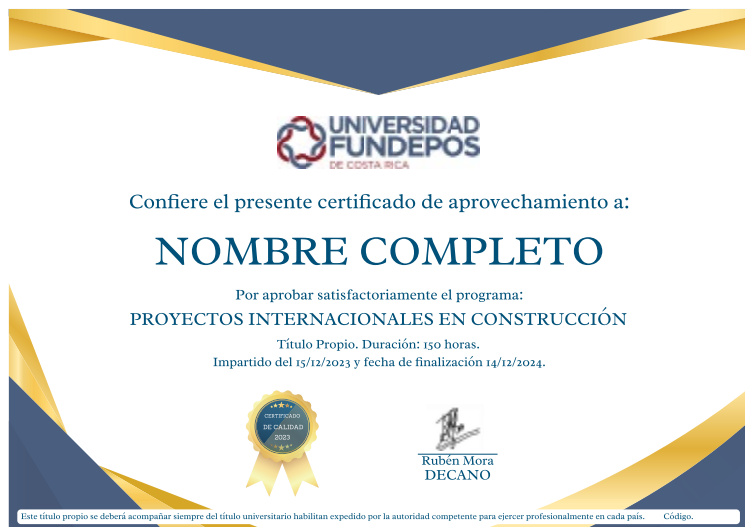 UNIVERSIDAD
FUNDEPOS
DE COSTA RICA
Confiere el presente certificado de aprovechamiento a:
NOMBRE COMPLETO
Por aprobar satisfactoriamente el programa:
PROYECTOS INTERNACIONALES EN CONSTRUCCIÓN
Título Propio. Duración: 150 horas.
Impartido del 15/12/2023 y fecha de finalización 14/12/2024.
CERTIFICADO
DE CALIDAD
2023
Rubén Mora
DECANO
Este título propio se deberá acompañar siempre del título universitario habilitan expedido por la autoridad competente para ejercer profesionalmente en cada país. Código.